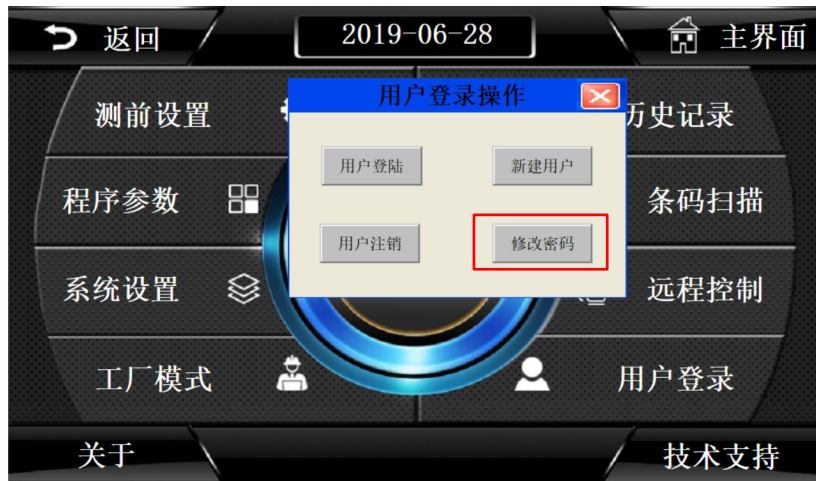 返回
2019-06-28
主界面
用户登录操作
测前设置
历史记录
用户登陆
新建用户
程序参数
条码扫描
用户注销
修改密码
系统设置
远程控制
工厂模式
用户登录
关于
技术支持